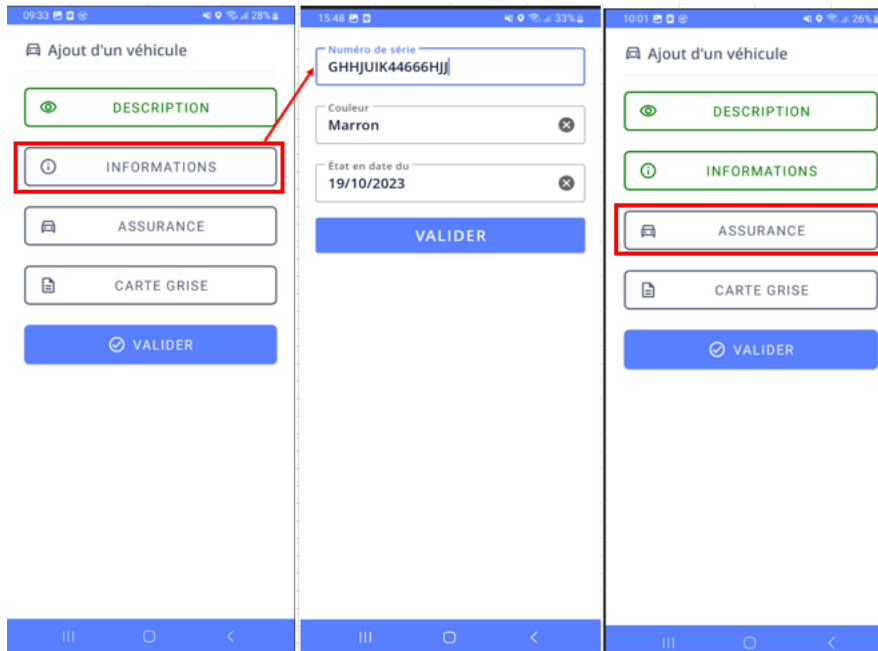 09:33 28%
Ajout d'un véhicule
DESCRIPTION
INFORMATIONS
ASSURANCE
CARTE GRISE
VALIDER
15:48 33%
Numéro de série
GHHJUIK44666HJJ
Couleur
Marron
État en date du
19/10/2023
VALIDER
10:01 26%
Ajout d'un véhicule
DESCRIPTION
INFORMATIONS
ASSURANCE
CARTE GRISE
VALIDER